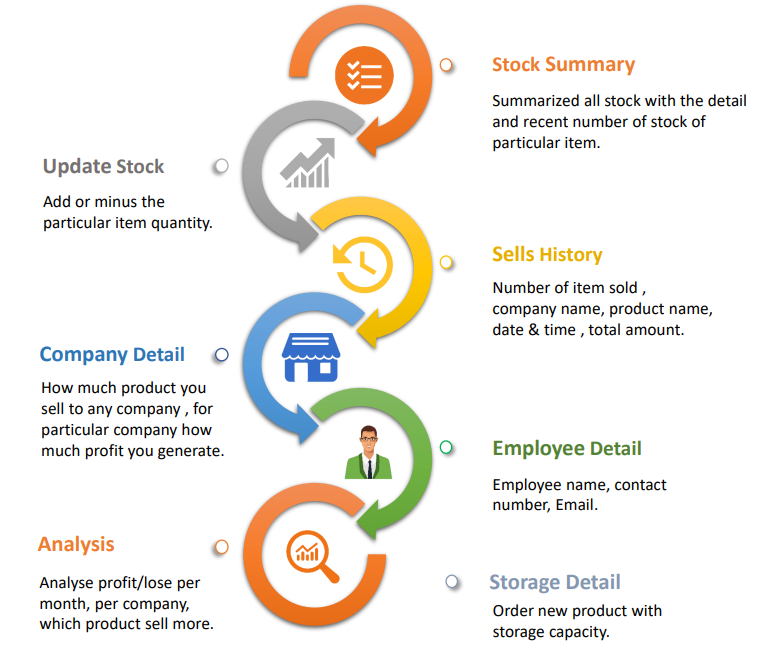 Stock Summary
Summarized all stock with the detail
and recent number of stock of
particular item.
Update Stock
Add or minus the
particular item quantity.
Sells History
Number of item sold ,
company name, product name,
date & time , total amount.
Company Detail
How much product you
sell to any company , for
particular company how
much profit you generate.
Employee Detail
Employee name, contact
number, Email.
Analysis
Analyse profit/lose per
month, per company,
which product sell more.
Storage Detail
Order new product with
storage capacity.